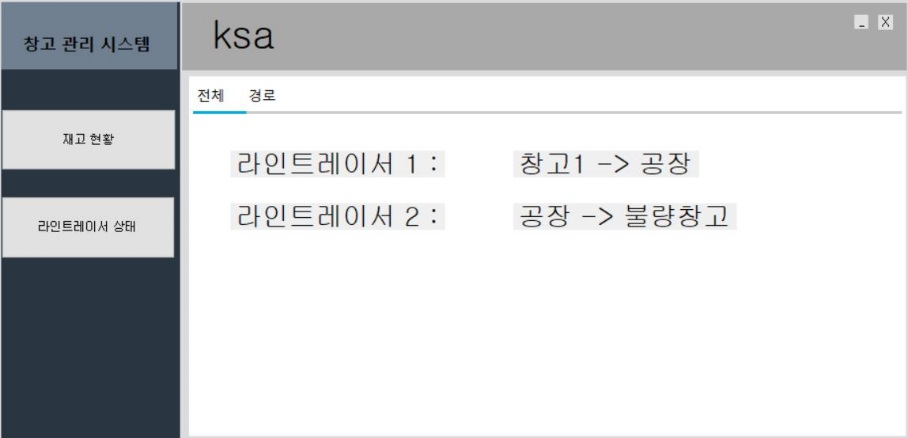 창고 관리 시스템
ksa
_ X
전체 경로
재고 현황
라인트레이서 1 : 창고1 -> 공장
라인트레이서 2 : 공장 -> 불량창고
라인트레이서 상태